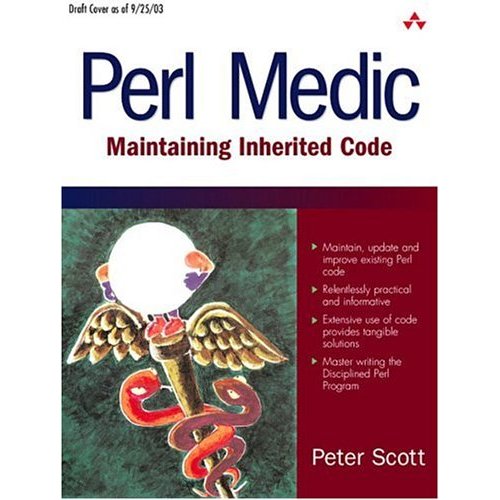 Draft Cover as of 9/25/03
Perl Medic
Maintaining Inherited Code
Maintain, update and
improve existing Perl
code
Relentlessly practical
and informative
Extensive use of code
provides tangible
solutions
Master writing the
Disciplined Perl
Program
Peter Scott